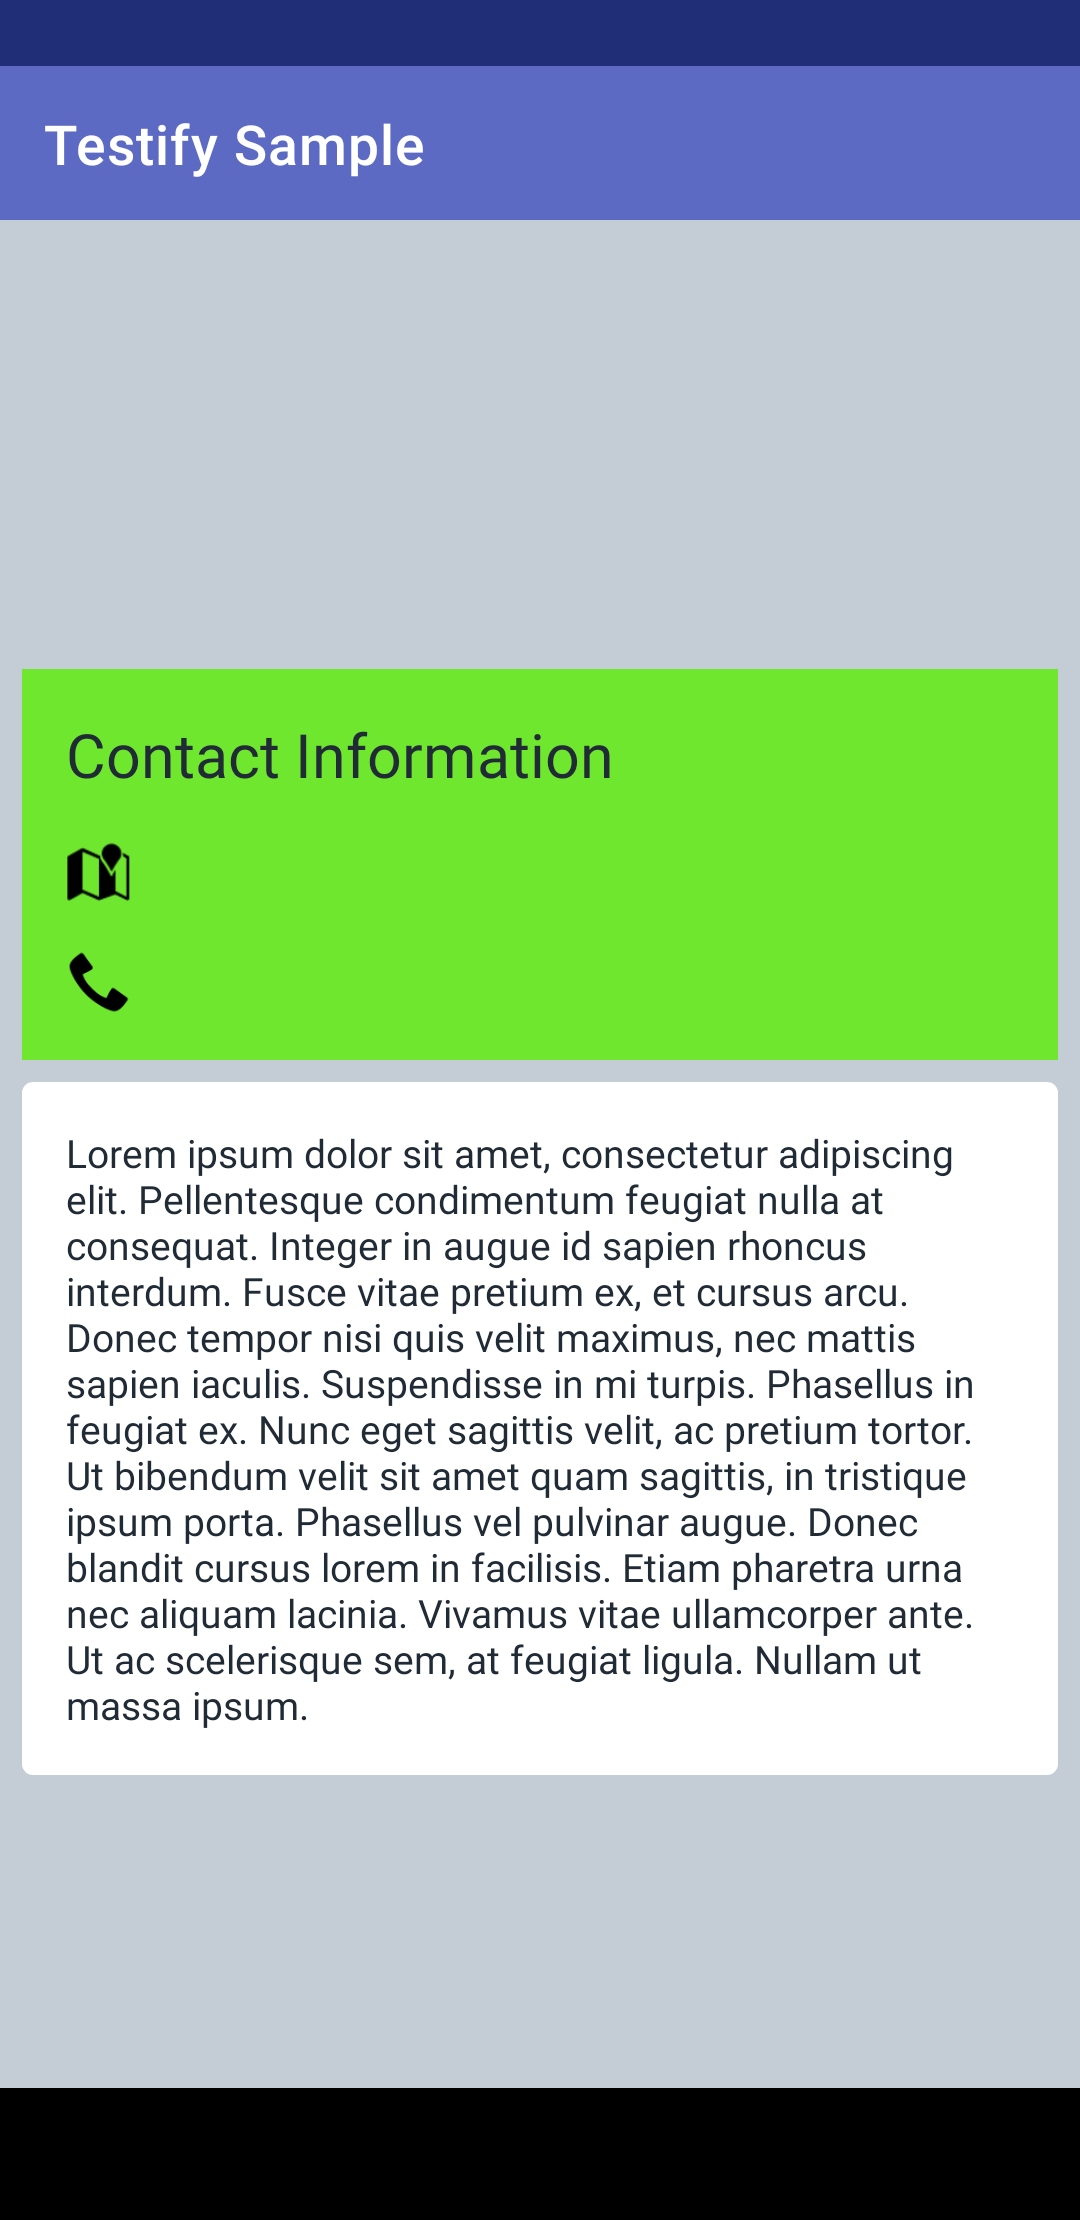 Testify Sample
Contact Information
Lorem ipsum dolor sit amet, consectetur adipiscing
elit. Pellentesque condimentum feugiat nulla at
consequat. Integer in augue id sapien rhoncus
interdum. Fusce vitae pretium ex, et cursus arcu.
Donec tempor nisi quis velit maximus, nec mattis
sapien iaculis. Suspendisse in mi turpis. Phasellus in
feugiat ex. Nunc eget sagittis velit, ac pretium tortor.
Ut bibendum velit sit amet quam sagittis, in tristique
ipsum porta. Phasellus vel pulvinar augue. Donec
blandit cursus lorem in facilisis. Etiam pharetra urna
nec aliquam lacinia. Vivamus vitae ullamcorper ante.
Ut ac scelerisque sem, at feugiat ligula. Nullam ut
massa ipsum.